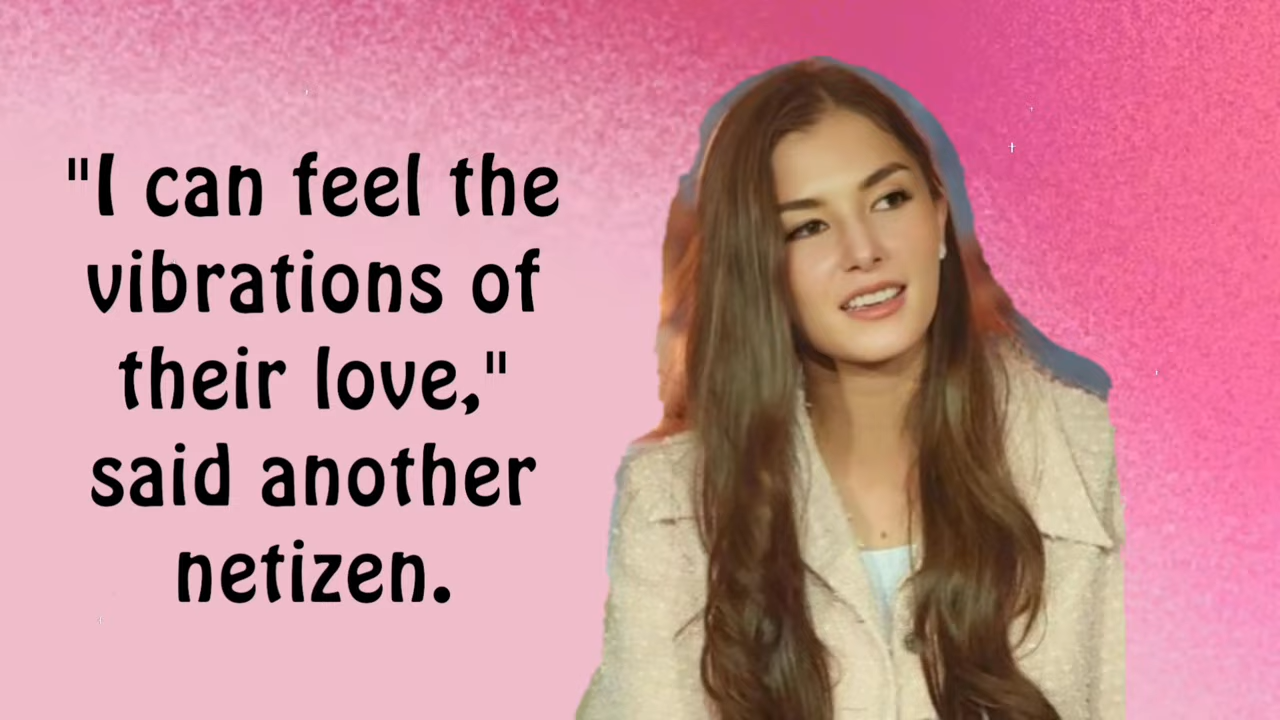 "I can feel the
vibrations of
their love,"
said another
netizen.